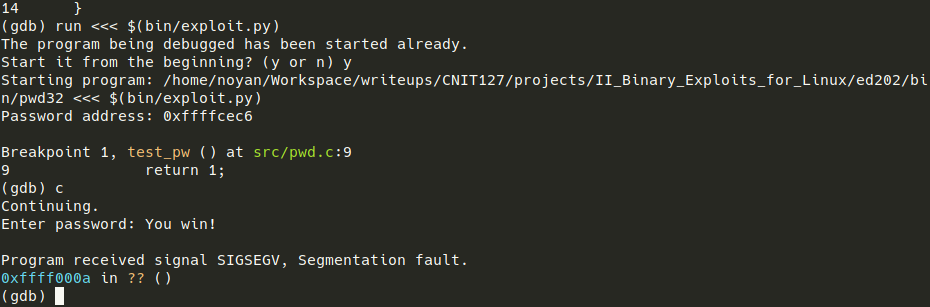 14      }
(gdb) run <<< $(bin/exploit.py)
The program being debugged has been started already.
Start it from the beginning? (y or n) y
Starting program: /home/noyan/Workspace/writeups/CNIT127/projects/II_Binary_Exploits_for_Linux/ed202/bi
n/pwd32 <<< $(bin/exploit.py)
Password address: 0xffffcec6

Breakpoint 1, test_pw () at src/pwd.c:9
9               return 1;
(gdb) c
Continuing.
Enter password: You win!

Program received signal SIGSEGV, Segmentation fault.
0xffff000a in ?? ()
(gdb)